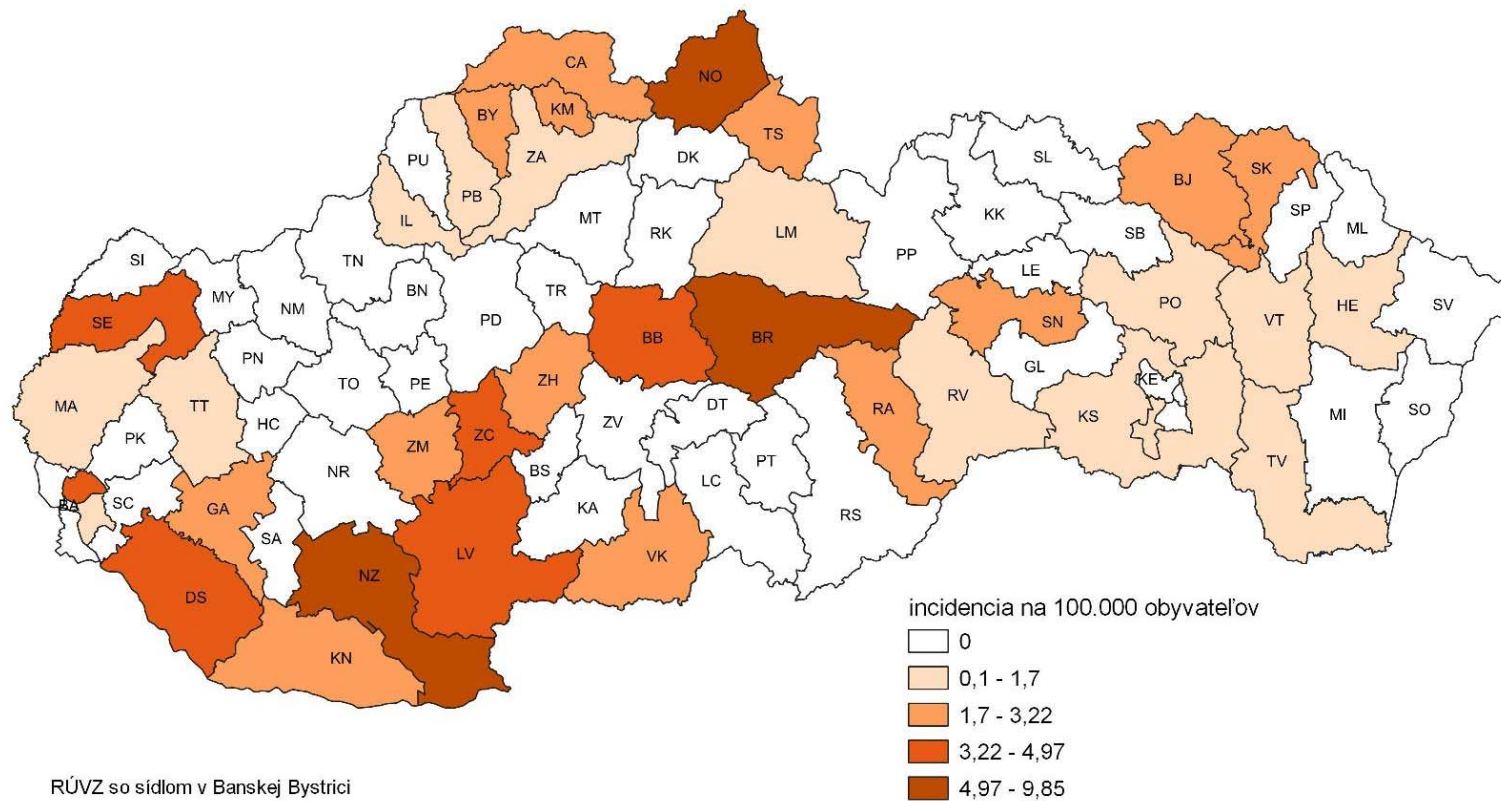 CA
NO
BY
KM
TS
PU
ZA
DK
SL
PB
BJ
SK
IL
MT
RK
LM
KK
SP
ML
SB
PP
SI
TN
LE
MY
BN
TR
NM
PD
PO
HE
SV
SE
SN
VT
BB
BR
PN
GL
TO
PE
ZH
KE
MA
TT
RV
DT
RA
HC
ZV
KS
MI
SO
PK
ZM
ZC
BS
PT
TV
NR
LC
BA
SC
GA
KA
RS
SA
LV
VK
NZ
DS
KN
incidencia na 100.000 obyvateľov
0
0,1 - 1,7
1,7 - 3,22
3,22 - 4,97
4,97 - 9,85
RÚVZ so sídlom v Banskej Bystrici